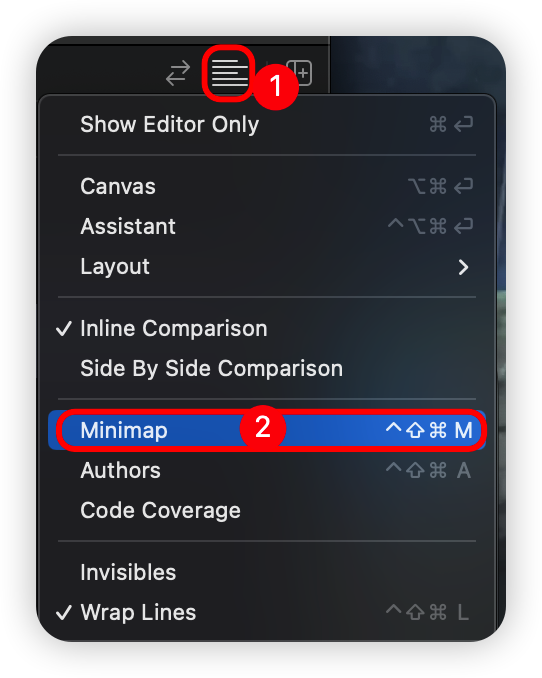 1
Show Editor Only ⌘ ↩
Canvas ⌥⌘ ↩
Assistant ^⌥⌘ ↩
Layout >
✓ Inline Comparison
Side By Side Comparison
Minimap 2 ^⇧⌘ M
Authors ^⇧⌘ A
Code Coverage
Invisibles
✓ Wrap Lines ^⇧⌘ L